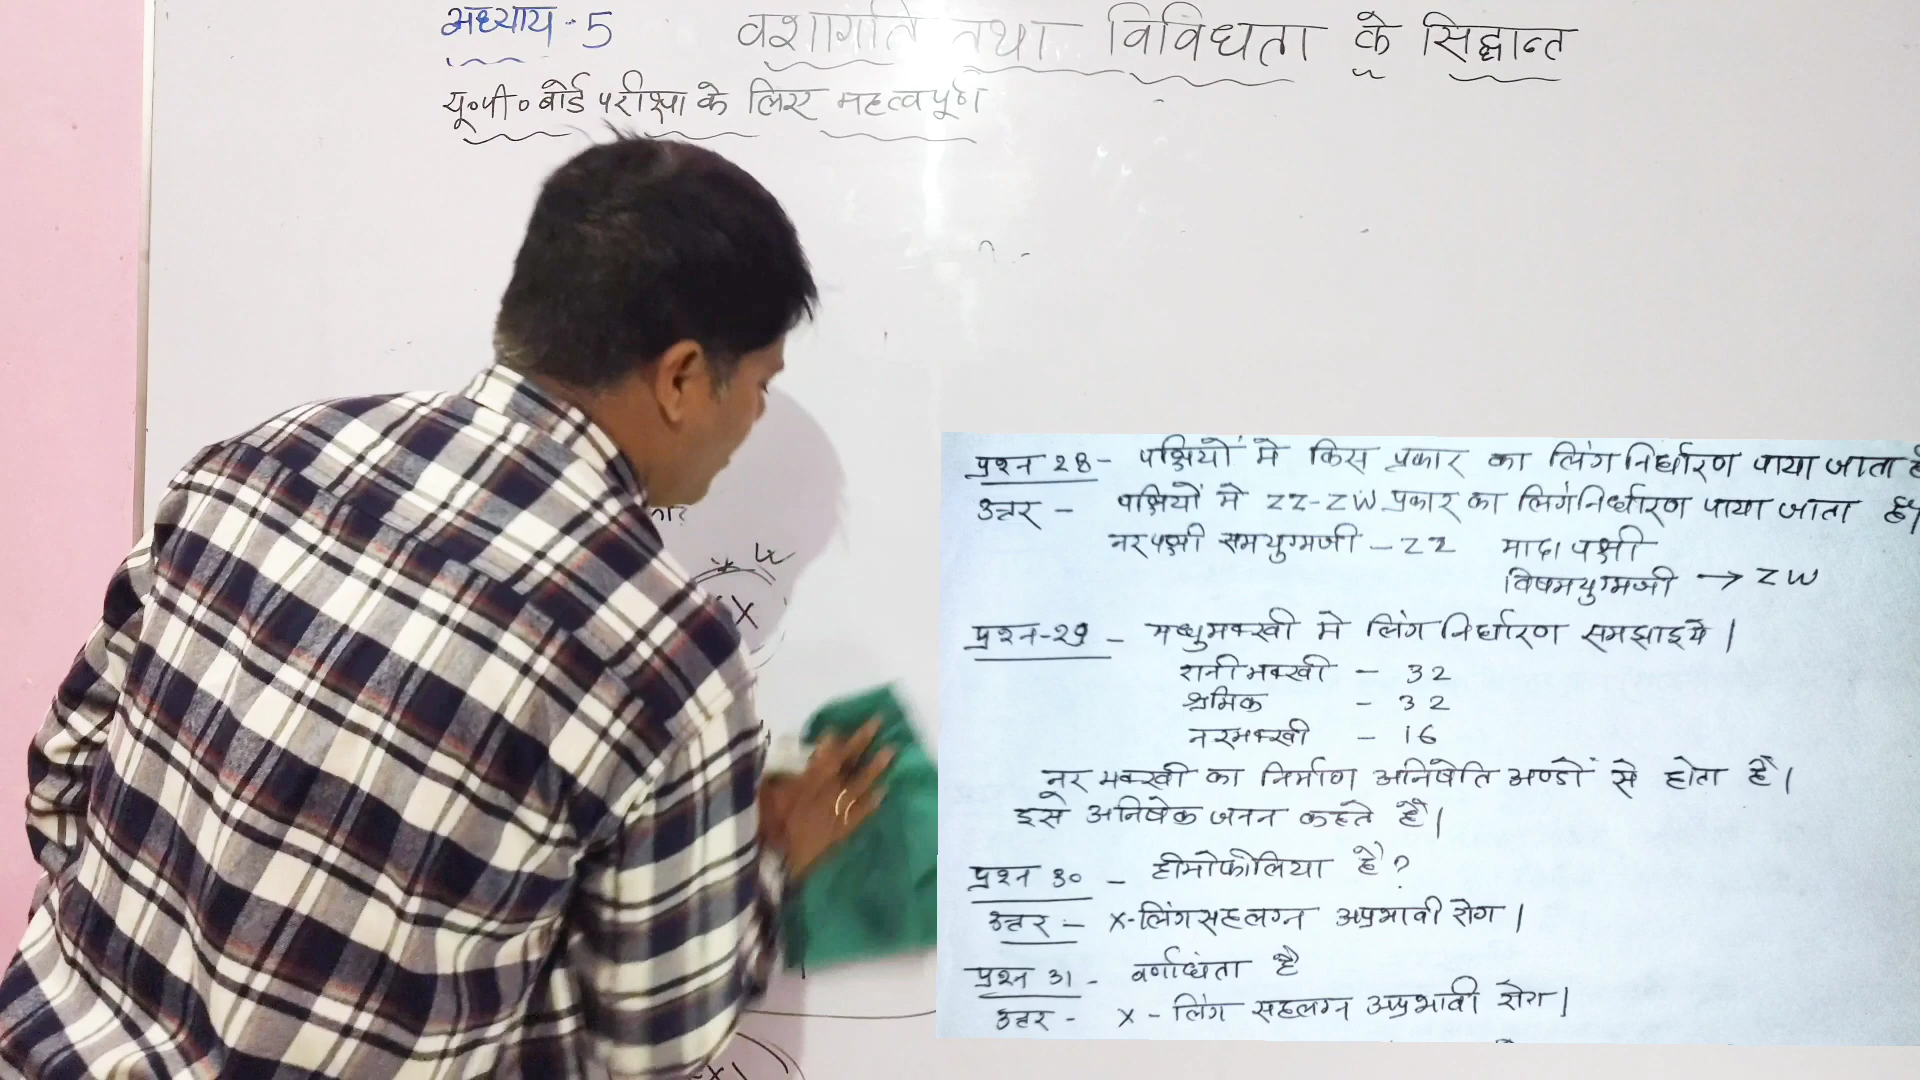 अध्याय - 5 वंशागति तथा विविधता के सिद्धान्त
यू०पी० बोर्ड परीक्षा के लिए महत्वपूर्ण
X
प्रश्न 28 - पक्षियों मे किस प्रकार का लिंग निर्धारण पाया जाता है
उत्तर - पक्षियों मे ZZ-ZW प्रकार का लिंग निर्धारण पाया जाता है।
नर पक्षी समयुग्मजी - ZZ मादा पक्षी
विषमयुग्मजी → ZW
प्रश्न-29 - मधुमक्खी मे लिंग निर्धारण समझाइये |
रानी मक्खी - 32
श्रमिक - 32
नर मक्खी - 16
नर मक्खी का निर्माण अनिषेति अण्डों से होता है।
इसे अनिषेक जनन कहते हैं।
प्रश्न 30 - हीमोफीलिया है ?
उत्तर - X-लिंग सहलग्न अप्रभावी रोग |
प्रश्न 31 - वर्णांधता है
उत्तर - X - लिंग सहलग्न अप्रभावी रोग |